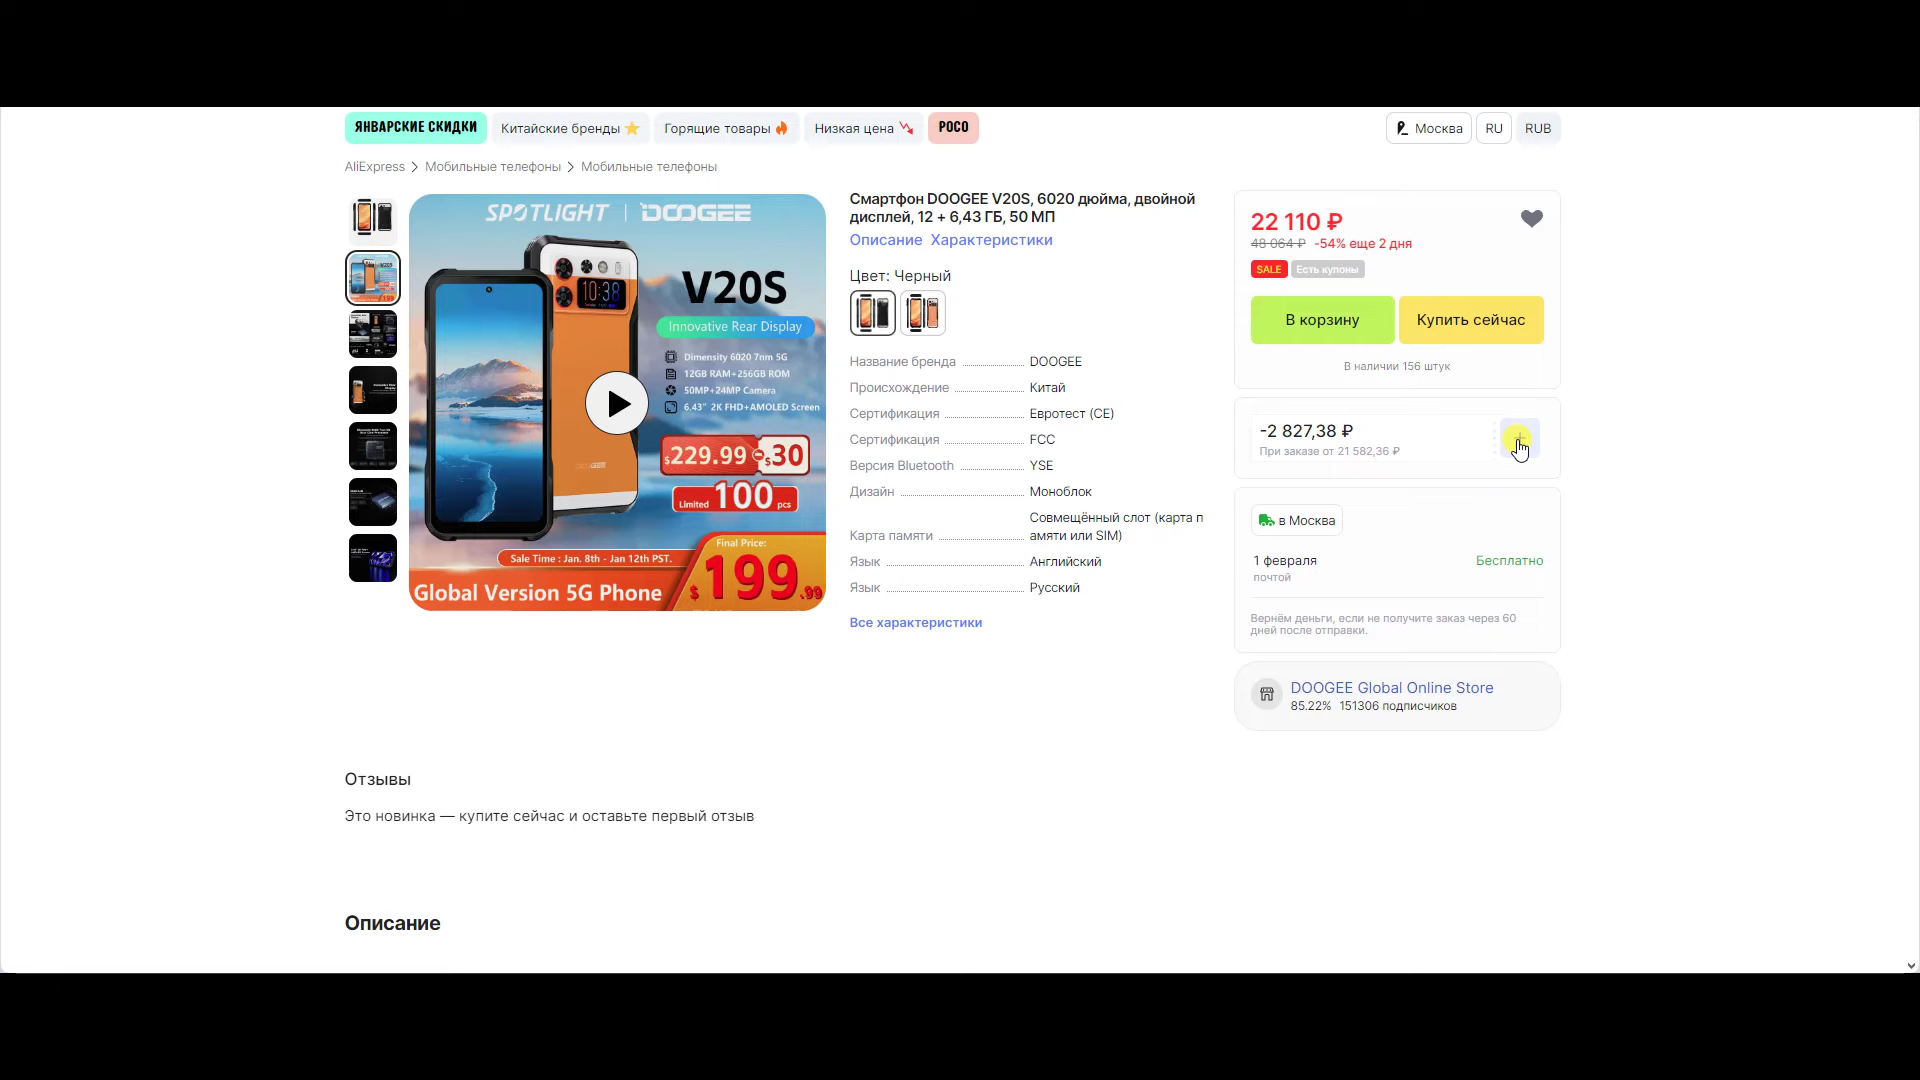 ЯНВАРСКИЕ СКИДКИ
Китайские бренды
Горящие товары
Низкая цена
POCO
Москва
RU
RUB
AliExpress > Мобильные телефоны > Мобильные телефоны
SPOTLIGHT | DOOGEE
V20S
Innovative Rear Display
Dimensity 6020 7nm 5G
12GB RAM+256GB ROM
50MP+24MP Camera
6.43" 2K FHD+AMOLED Screen
10:38
$229.99 - $30
Limited 100 pcs
Sale Time : Jan. 8th - Jan 12th PST.
Final Price:
Global Version 5G Phone
$199.99
Смартфон DOOGEE V20S, 6020 дюйма, двойной
дисплей, 12 + 6,43 ГБ, 50 МП
Описание Характеристики
Цвет: Черный
Название бренда DOOGEE
Происхождение Китай
Сертификация Евротест (CE)
Сертификация FCC
Версия Bluetooth YSE
Дизайн Моноблок
Совмещённый слот (карта п
Карта памяти амяти или SIM)
Язык Английский
Язык Русский
Все характеристики
22 110 ₽
48 064 ₽ -54% еще 2 дня
SALE Есть купоны
В корзину
Купить сейчас
В наличии 156 штук
-2 827,38 ₽
При заказе от 21 582,36 ₽
в Москва
1 февраля Бесплатно
почтой
Вернём деньги, если не получите заказ через 60
дней после отправки.
DOOGEE Global Online Store
85.22% 151306 подписчиков
Отзывы
Это новинка — купите сейчас и оставьте первый отзыв
Описание